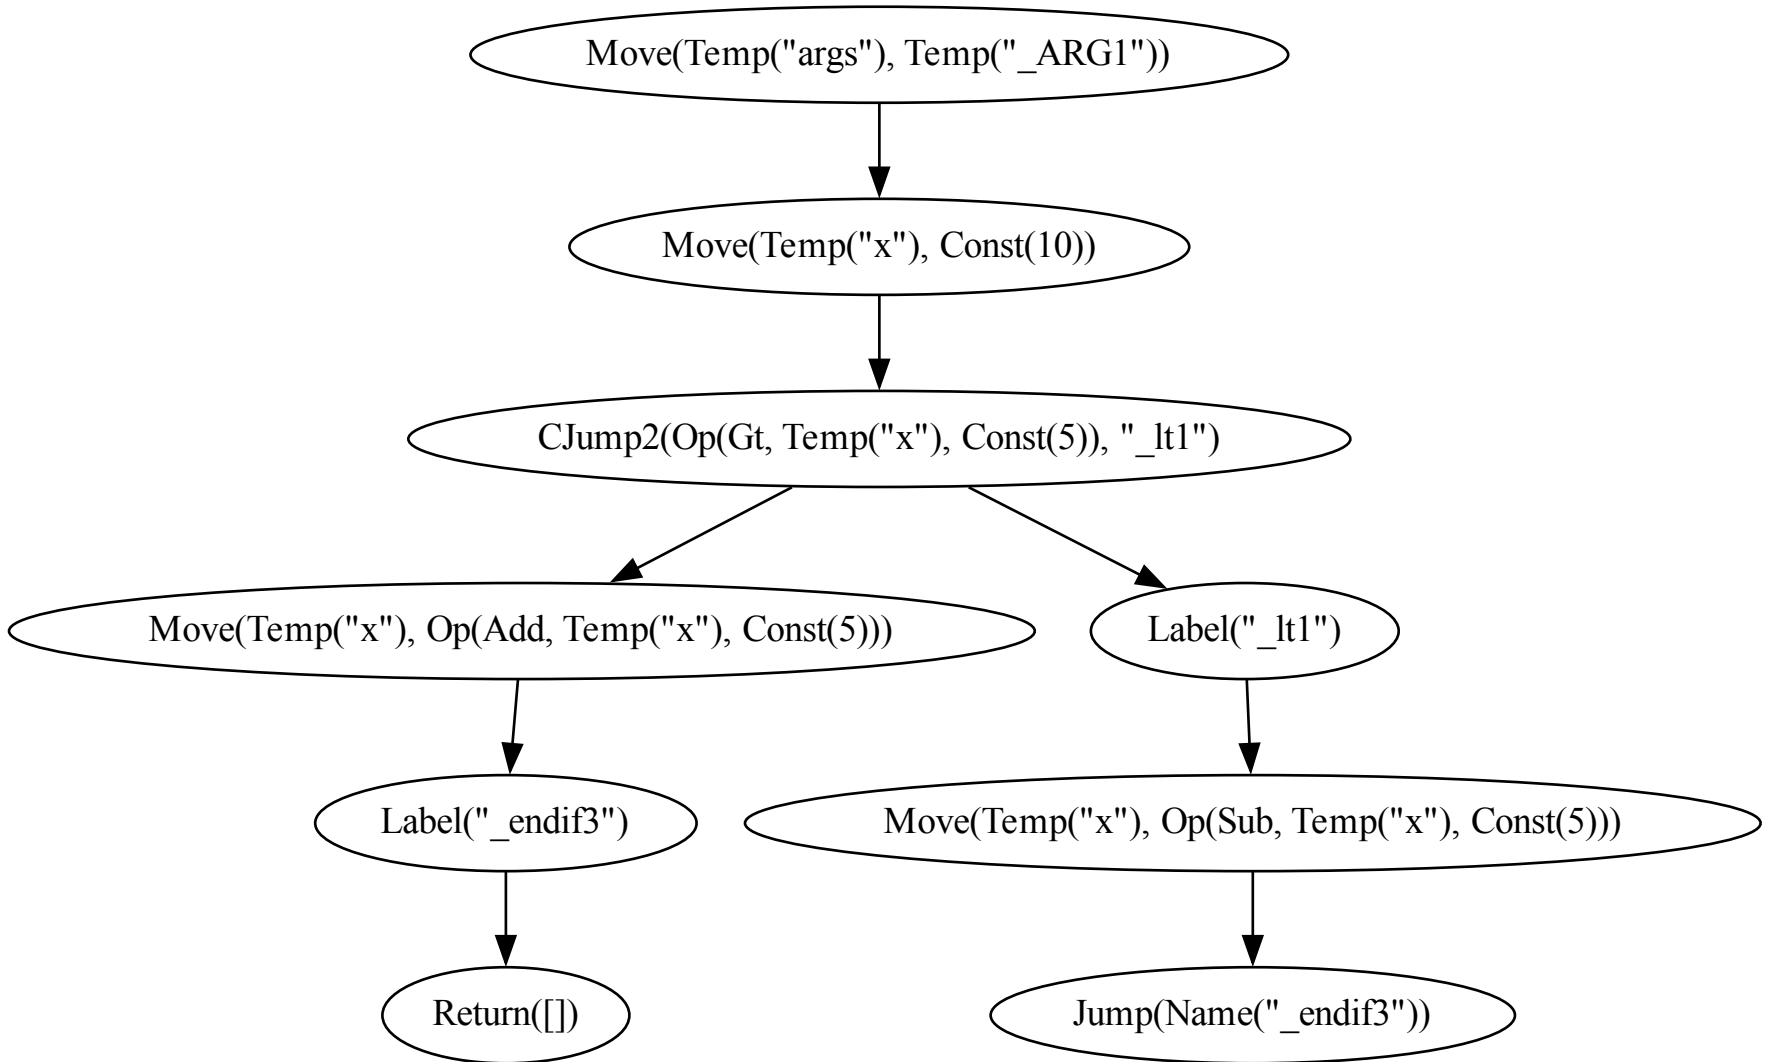 Move(Temp("args"), Temp("_ARG1"))
Move(Temp("x"), Const(10))
CJump2(Op(Gt, Temp("x"), Const(5)), "_lt1")
Move(Temp("x"), Op(Add, Temp("x"), Const(5)))
Label("_lt1")
Label("_endif3")
Move(Temp("x"), Op(Sub, Temp("x"), Const(5)))
Return([])
Jump(Name("_endif3"))